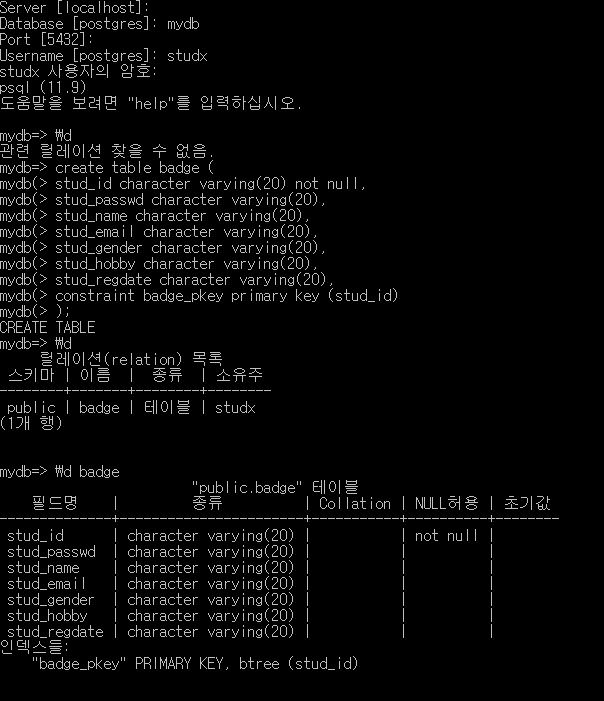 Server [localhost]:
Database [postgres]: mydb
Port [5432]:
Username [postgres]: studx
studx 사용자의 암호:
psql (11.9)
도움말을 보려면 "help"를 입력하십시오.
mydb=> ₩d
관련 릴레이션 찾을 수 없음.
mydb=> create table badge (
mydb(> stud_id character varying(20) not null,
mydb(> stud_passwd character varying(20),
mydb(> stud_name character varying(20),
mydb(> stud_email character varying(20),
mydb(> stud_gender character varying(20),
mydb(> stud_hobby character varying(20),
mydb(> stud_regdate character varying(20),
mydb(> constraint badge_pkey primary key (stud_id)
mydb(> );
CREATE TABLE
mydb=> ₩d
릴레이션(relation) 목록
스키마 | 이름 | 종류 | 소유주
--------+-------+--------+--------
public | badge | 테이블 | studx
(1개 행)
mydb=> ₩d badge
"public.badge" 테이블
필드명 | 종류 | Collation | NULL허용 | 초기값
--------------+-----------------------+-----------+----------+--------
stud_id | character varying(20) | | not null |
stud_passwd | character varying(20) | | |
stud_name | character varying(20) | | |
stud_email | character varying(20) | | |
stud_gender | character varying(20) | | |
stud_hobby | character varying(20) | | |
stud_regdate | character varying(20) | | |
인덱스들:
"badge_pkey" PRIMARY KEY, btree (stud_id)